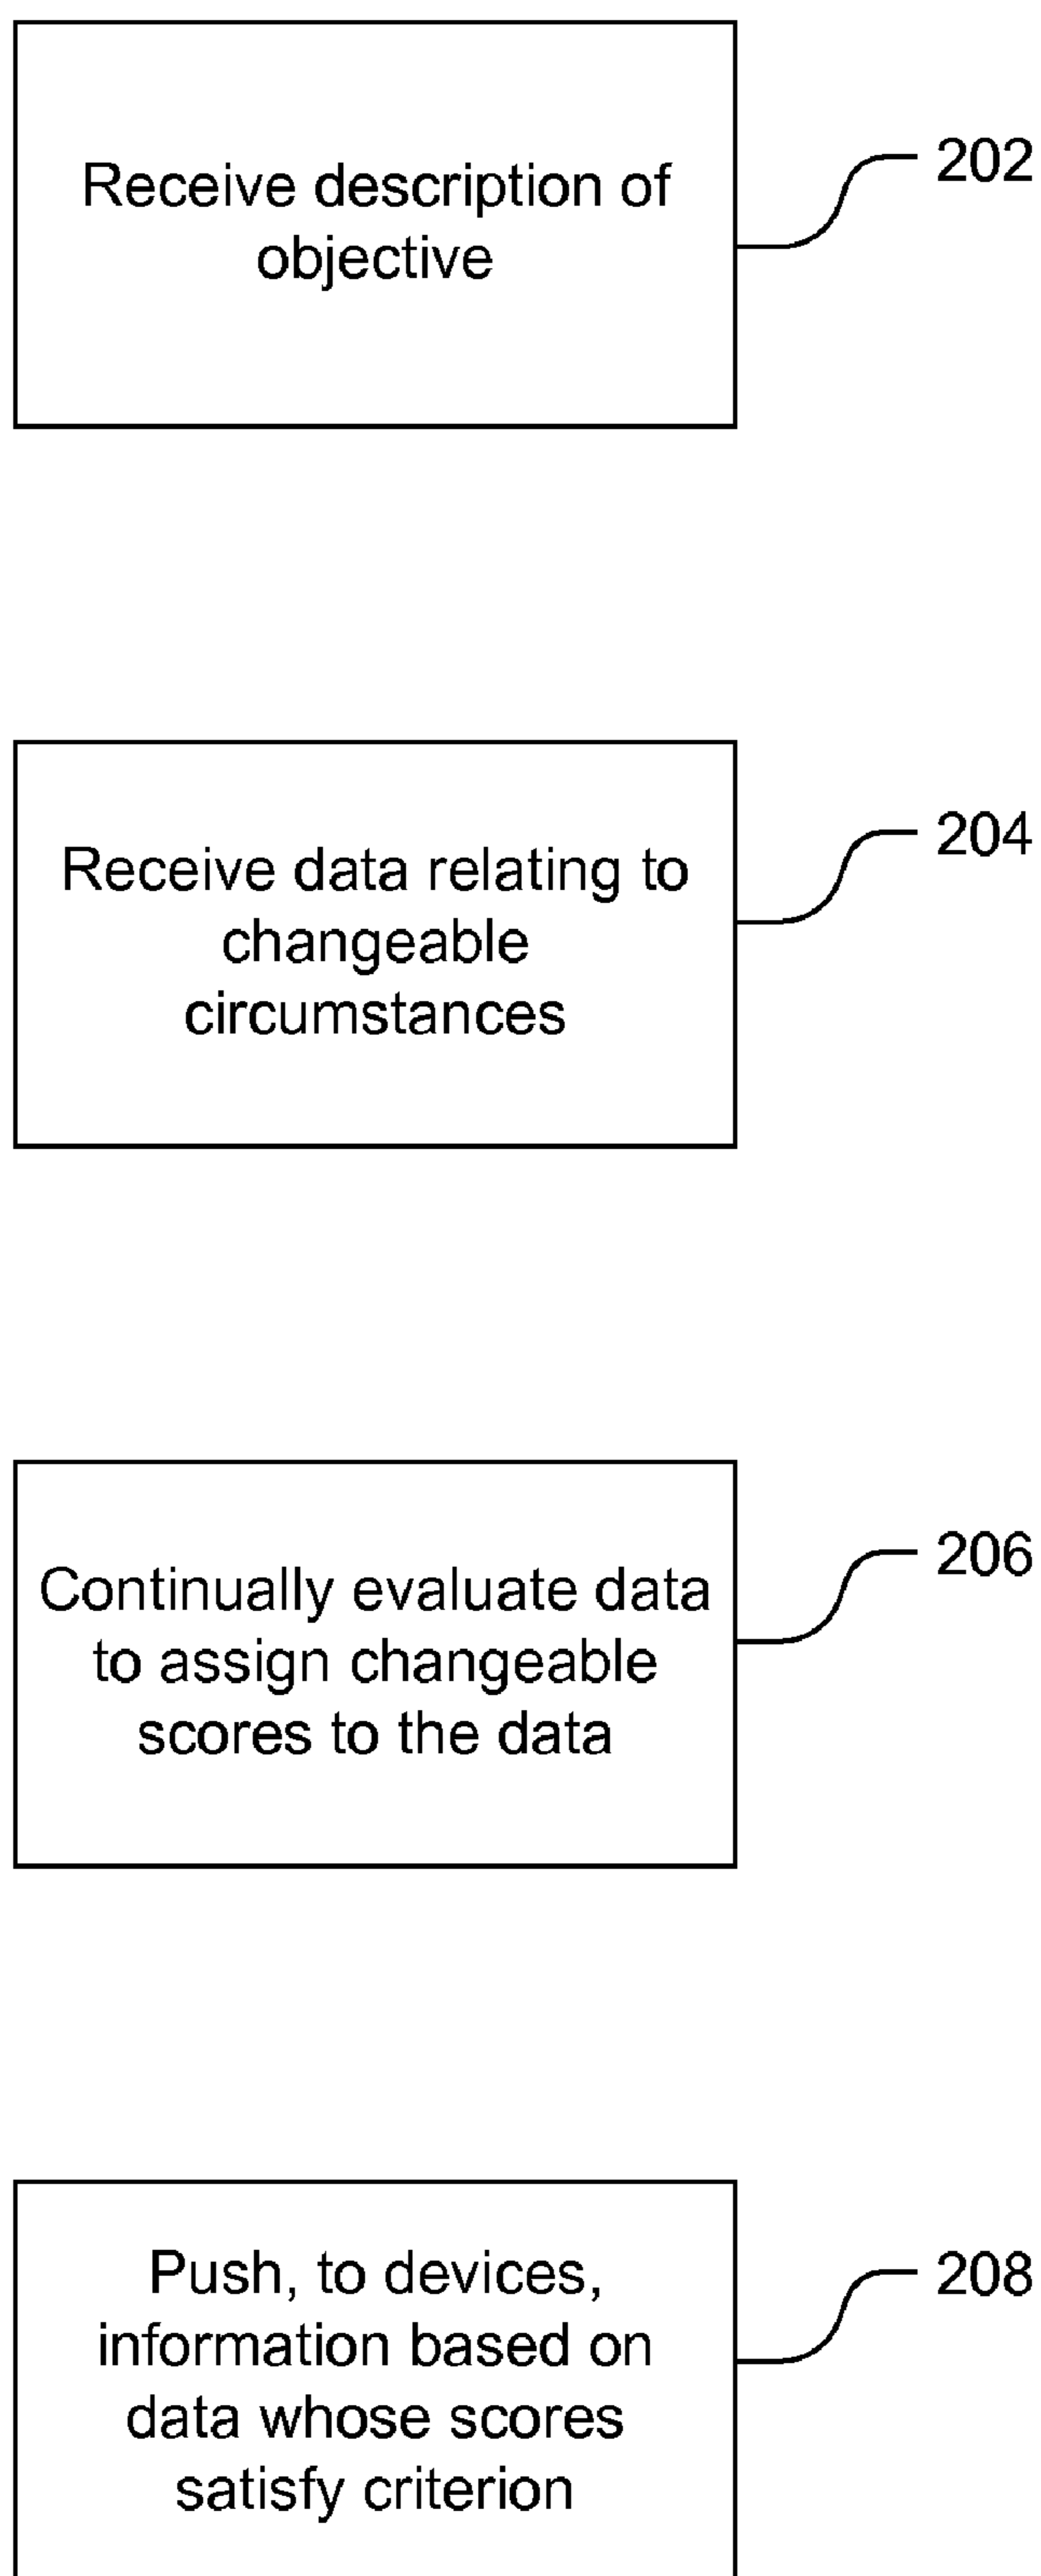 Receive description of
objective
202
Receive data relating to
changeable
circumstances
204
Continually evaluate data
to assign changeable
scores to the data
206
Push, to devices,
information based on
data whose scores
satisfy criterion
208